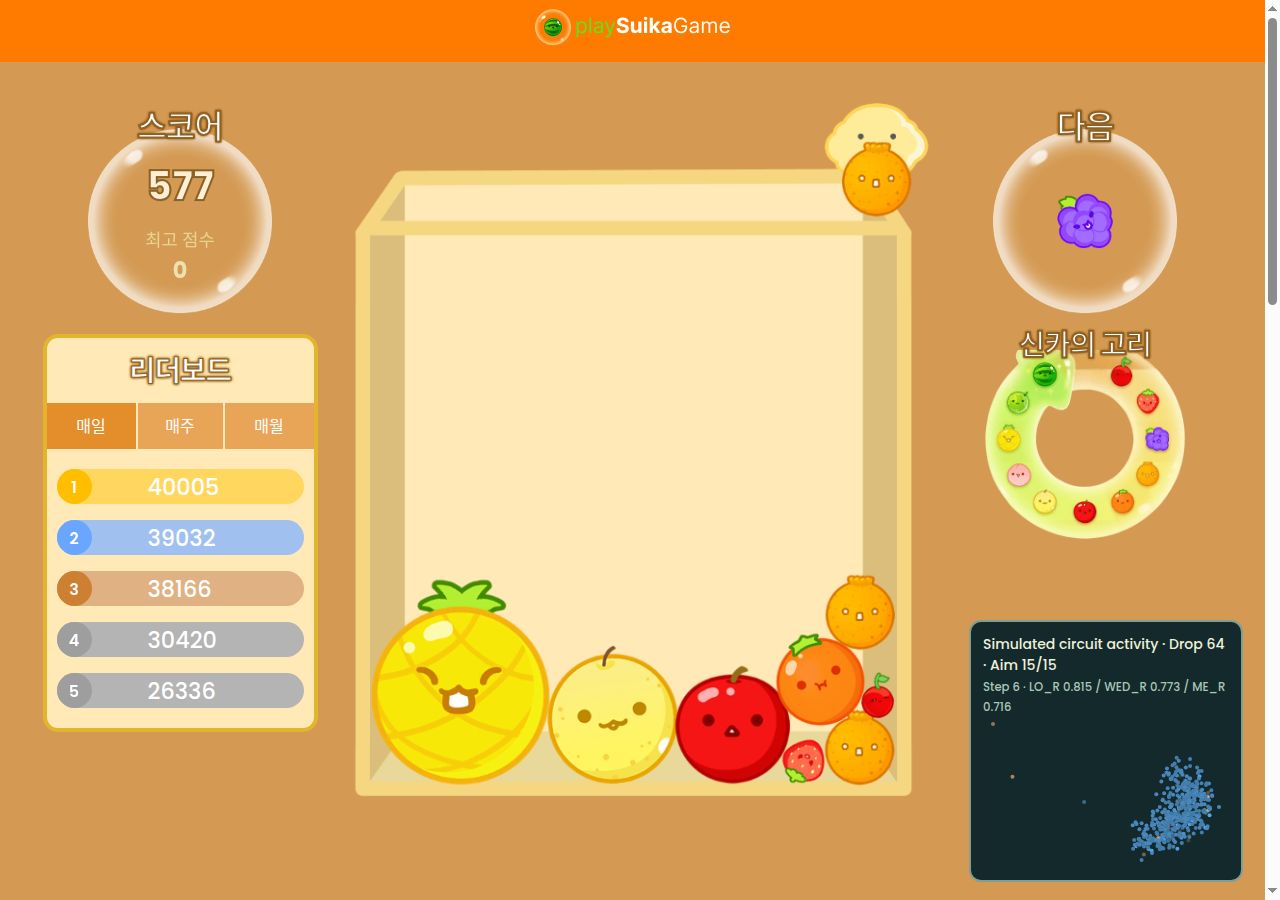 playSuikaGame
스코어
577
최고 점수
0
리더보드
매일 매주 매월
1 40005
2 39032
3 38166
4 30420
5 26336
다음
신카의 고리
Simulated circuit activity · Drop 64
· Aim 15/15
Step 6 · LO_R 0.815 / WED_R 0.773 / ME_R
0.716